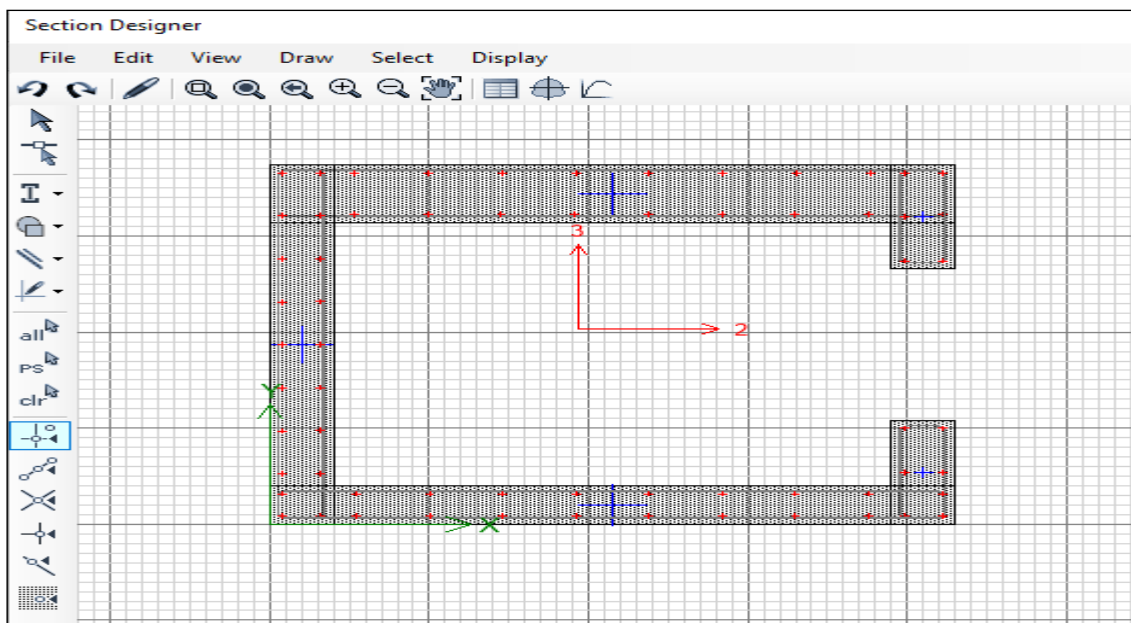 Section Designer
File Edit View Draw Select Display
all
PS
clr
3
2
Y
X